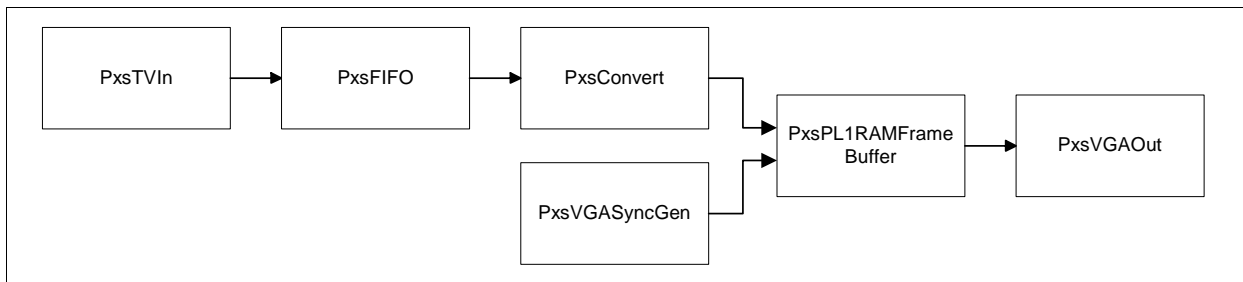 PxsTVIn
PxsFIFO
PxsConvert
PxsPL1RAMFrame
Buffer
PxsVGAOut
PxsVGASyncGen